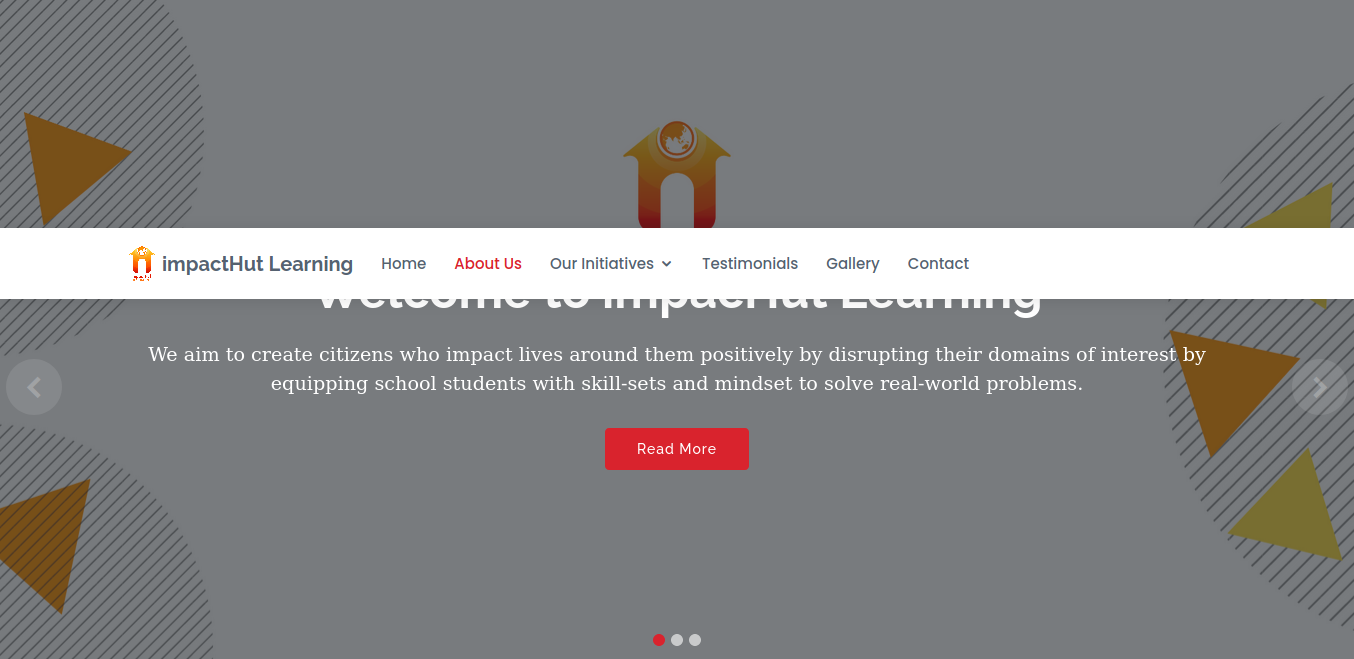 impactHut Learning Home About Us Our Initiatives Testimonials Gallery Contact
Welcome to ImpacHut Learning
We aim to create citizens who impact lives around them positively by disrupting their domains of interest by
equipping school students with skill-sets and mindset to solve real-world problems.
Read More